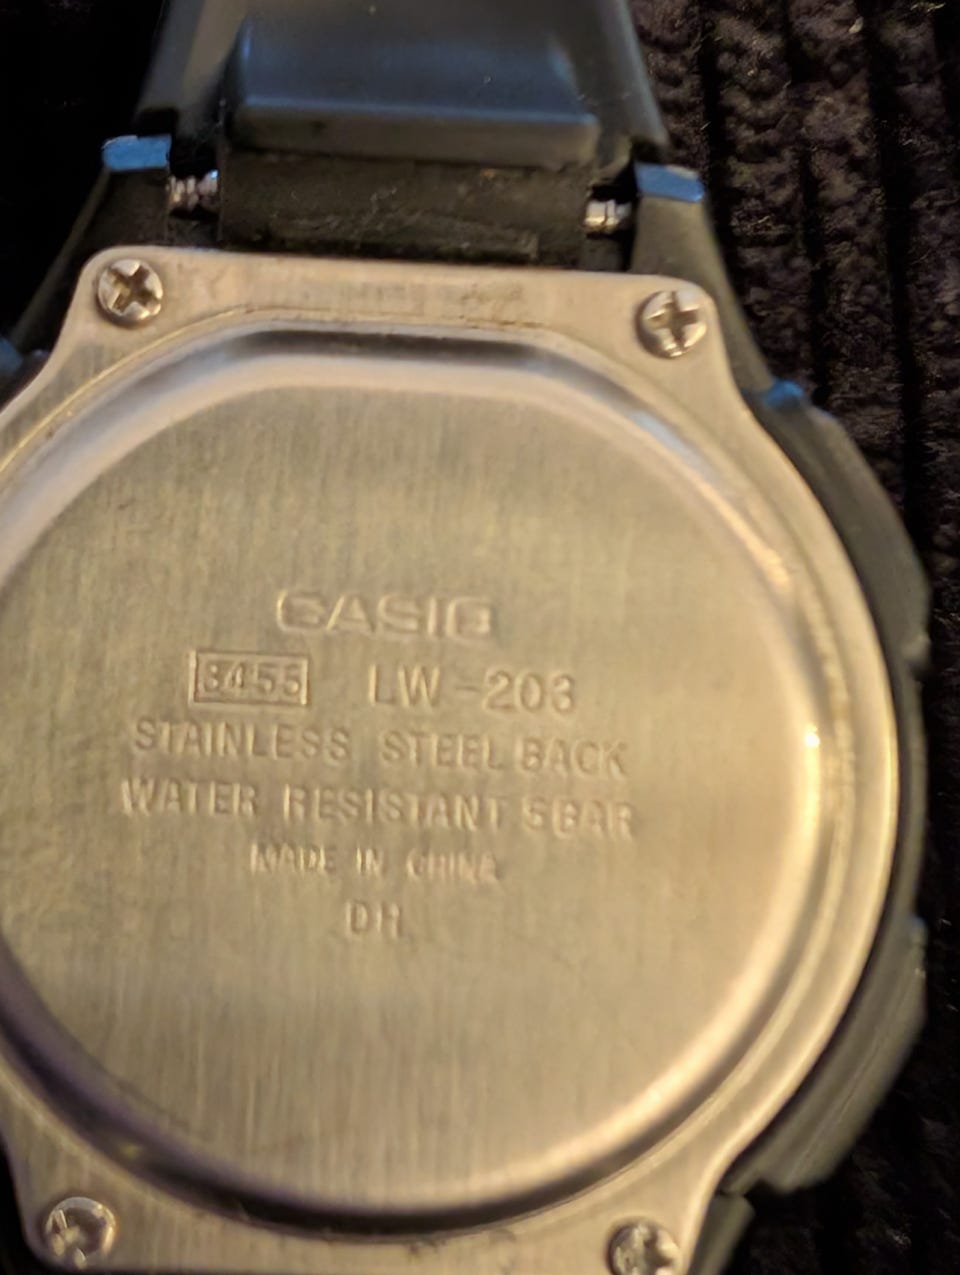 CASIO
3455 LW-203
STAINLESS STEEL BACK
WATER RESISTANT 5BAR
MADE IN CHINA
DH